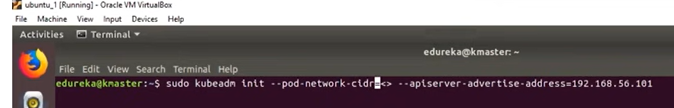 ubuntu_1 [Running] - Oracle VM VirtualBox
File Machine View Input Devices Help
Activities Terminal
edureka@kmaster: ~
File Edit View Search Terminal Help
edureka@kmaster:~$ sudo kubeadm init --pod-network-cidr=<> --apiserver-advertise-address=192.168.56.101